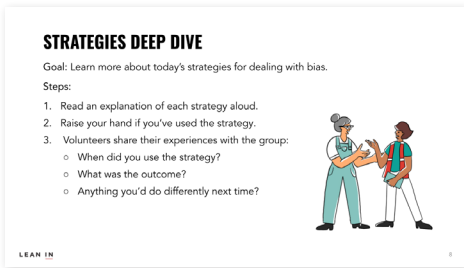 STRATEGIES DEEP DIVE
Goal: Learn more about today's strategies for dealing with bias.
Steps:
1. Read an explanation of each strategy aloud.
2. Raise your hand if you've used the strategy.
3. Volunteers share their experiences with the group:
○ When did you use the strategy?
○ What was the outcome?
○ Anything you'd do differently next time?
LEAN IN